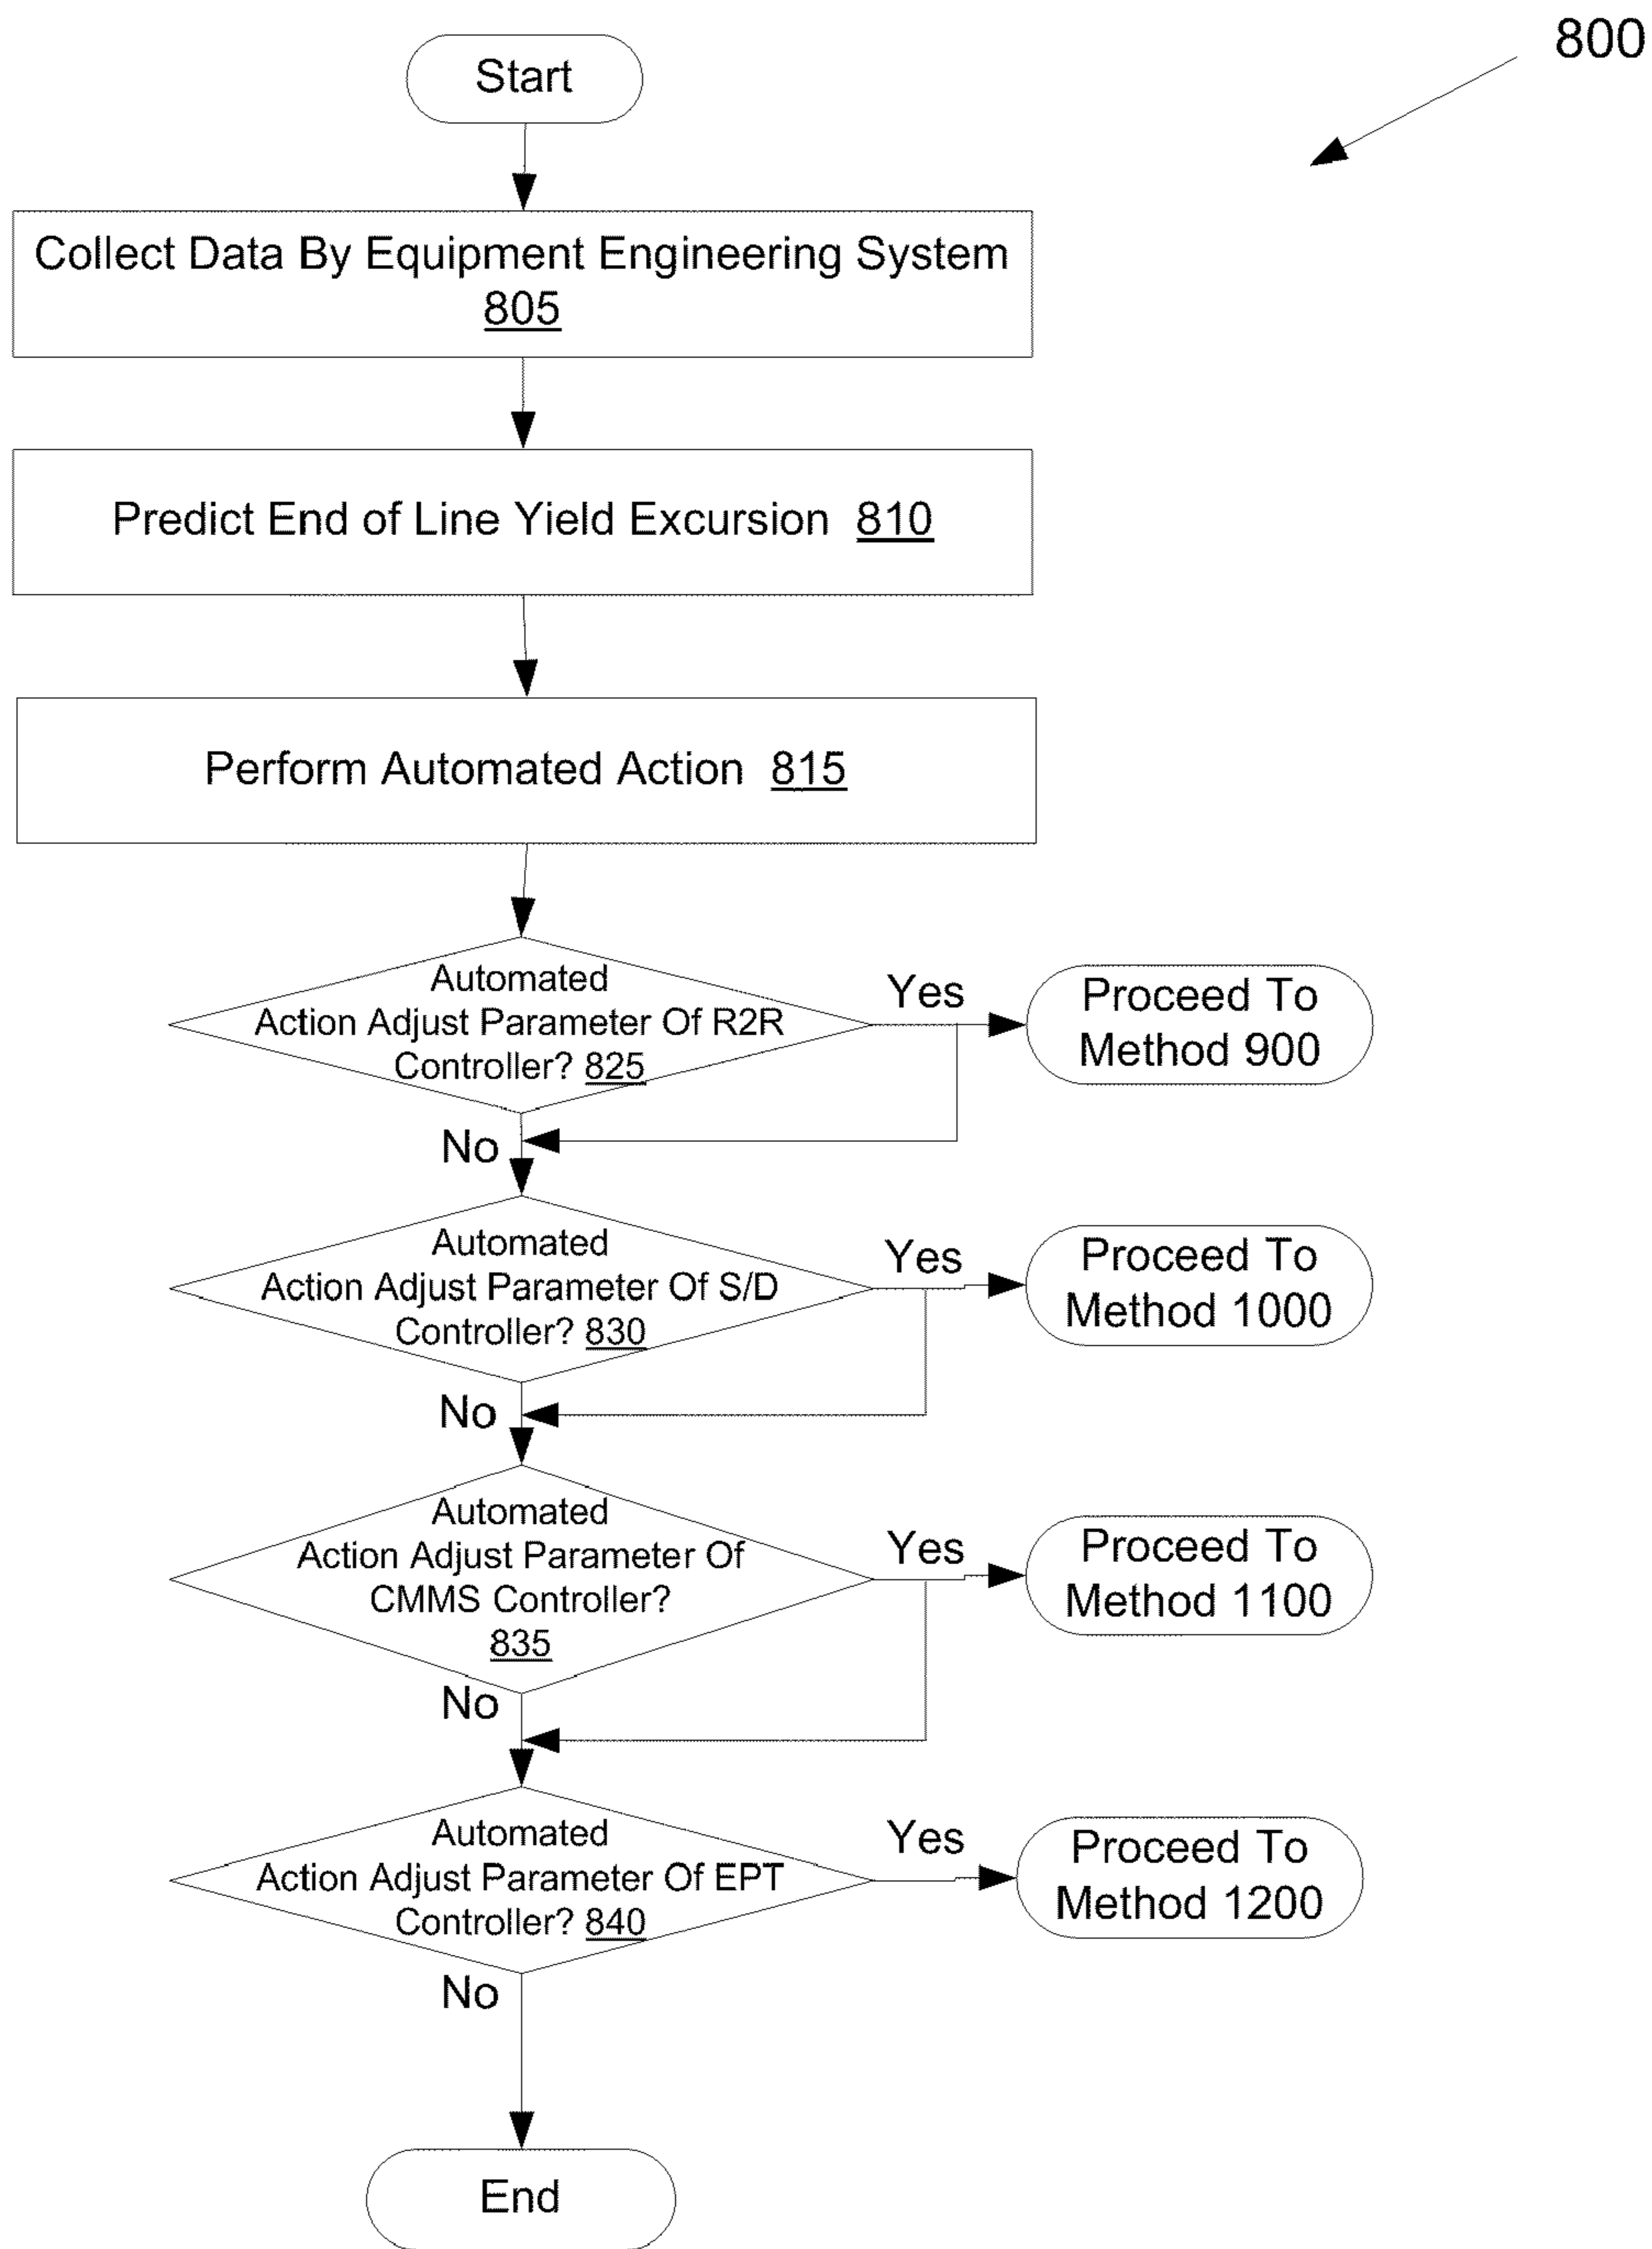 800
Start
Collect Data By Equipment Engineering System
805
Predict End of Line Yield Excursion 810
Perform Automated Action 815
Automated
Action Adjust Parameter Of R2R
Controller? 825
Yes
Proceed To
Method 900
No
Automated
Action Adjust Parameter Of S/D
Controller? 830
Yes
Proceed To
Method 1000
No
Automated
Action Adjust Parameter Of
CMMS Controller?
835
Yes
Proceed To
Method 1100
No
Automated
Action Adjust Parameter Of EPT
Controller? 840
Yes
Proceed To
Method 1200
No
End